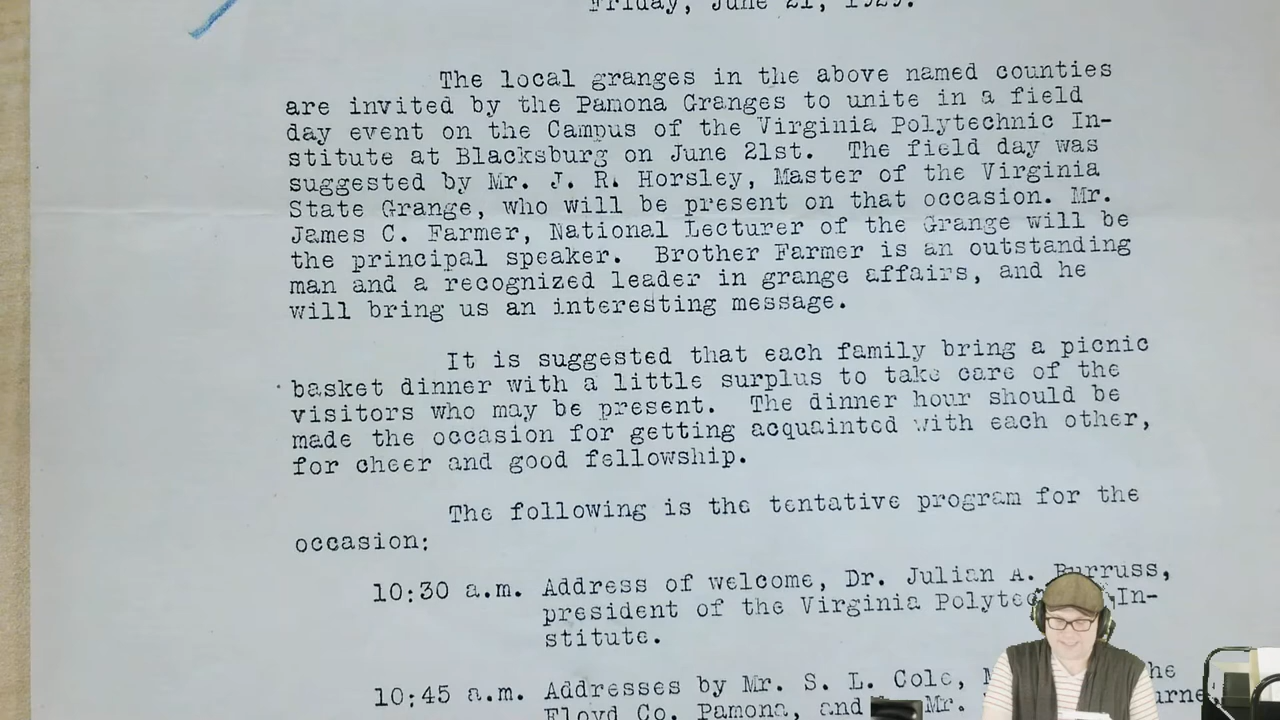 Friday, June 21, 1929.
The local granges in the above named counties
are invited by the Pamona Granges to unite in a field
day event on the Campus of the Virginia Polytechnic In-
stitute at Blacksburg on June 21st. The field day was
suggested by Mr. J. R. Horsley, Master of the Virginia
State Grange, who will be present on that occasion. Mr.
James C. Farmer, National Lecturer of the Grange will be
the principal speaker. Brother Farmer is an outstanding
man and a recognized leader in grange affairs, and he
will bring us an interesting message.
It is suggested that each family bring a picnic
basket dinner with a little surplus to take care of the
visitors who may be present. The dinner hour should be
made the occasion for getting acquainted with each other,
for cheer and good fellowship.
The following is the tentative program for the
occasion:
10:30 a.m. Address of welcome, Dr. Julian A. Burruss,
president of the Virginia In-
stitute.
10:45 a.m. Addresses by Mr. S. L. Cole,
Floyd Co. Pamona, and Mr.